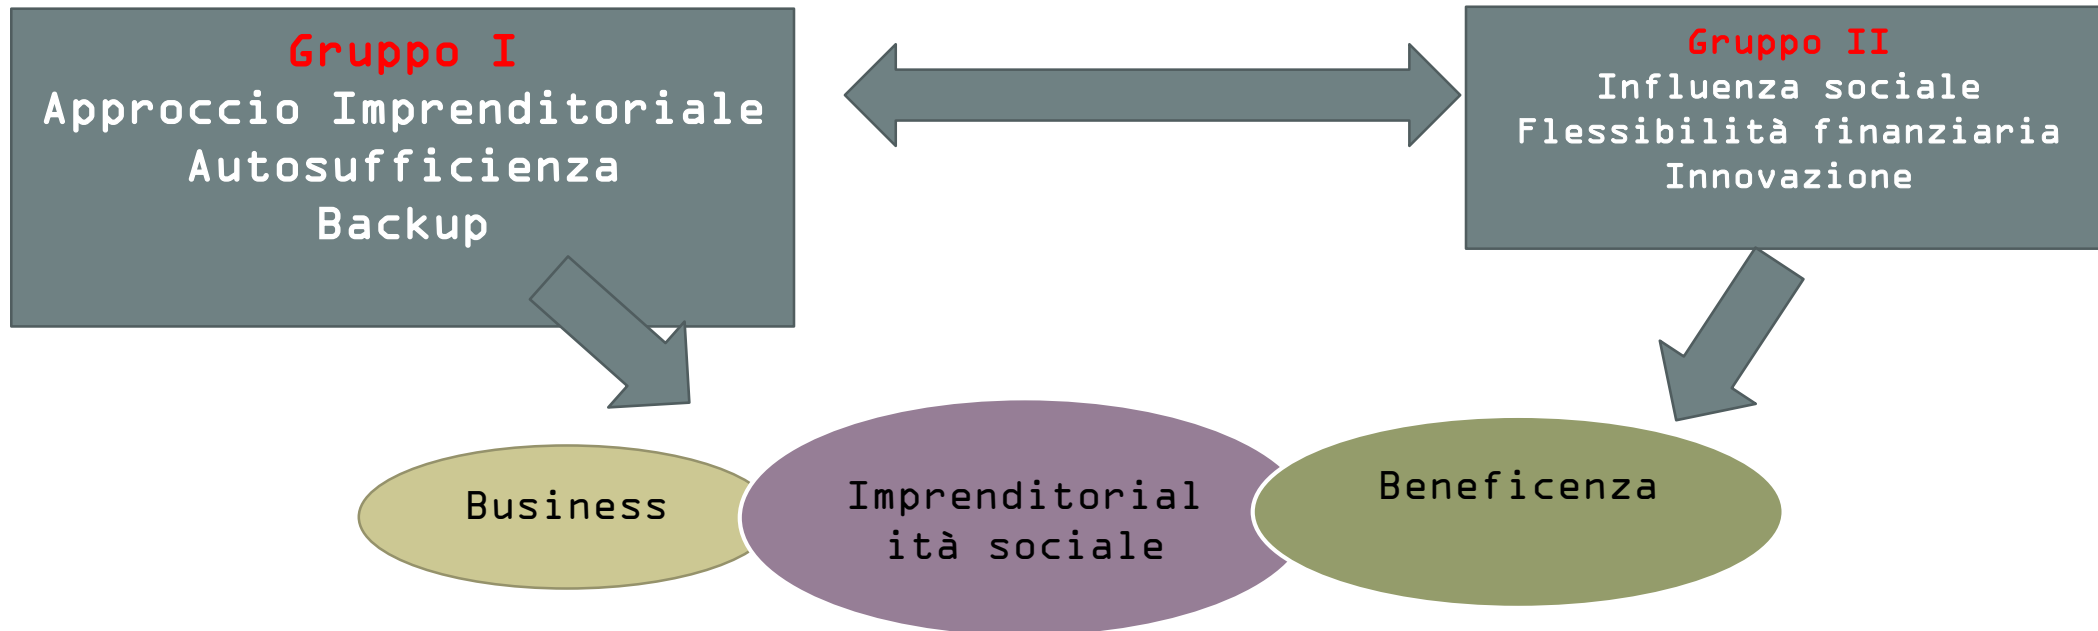 Gruppo I
Approccio Imprenditoriale
Autosufficienza
Backup
Gruppo II
Influenza sociale
Flessibilità finanziaria
Innovazione
Business
Imprenditorial
ità sociale
Beneficenza